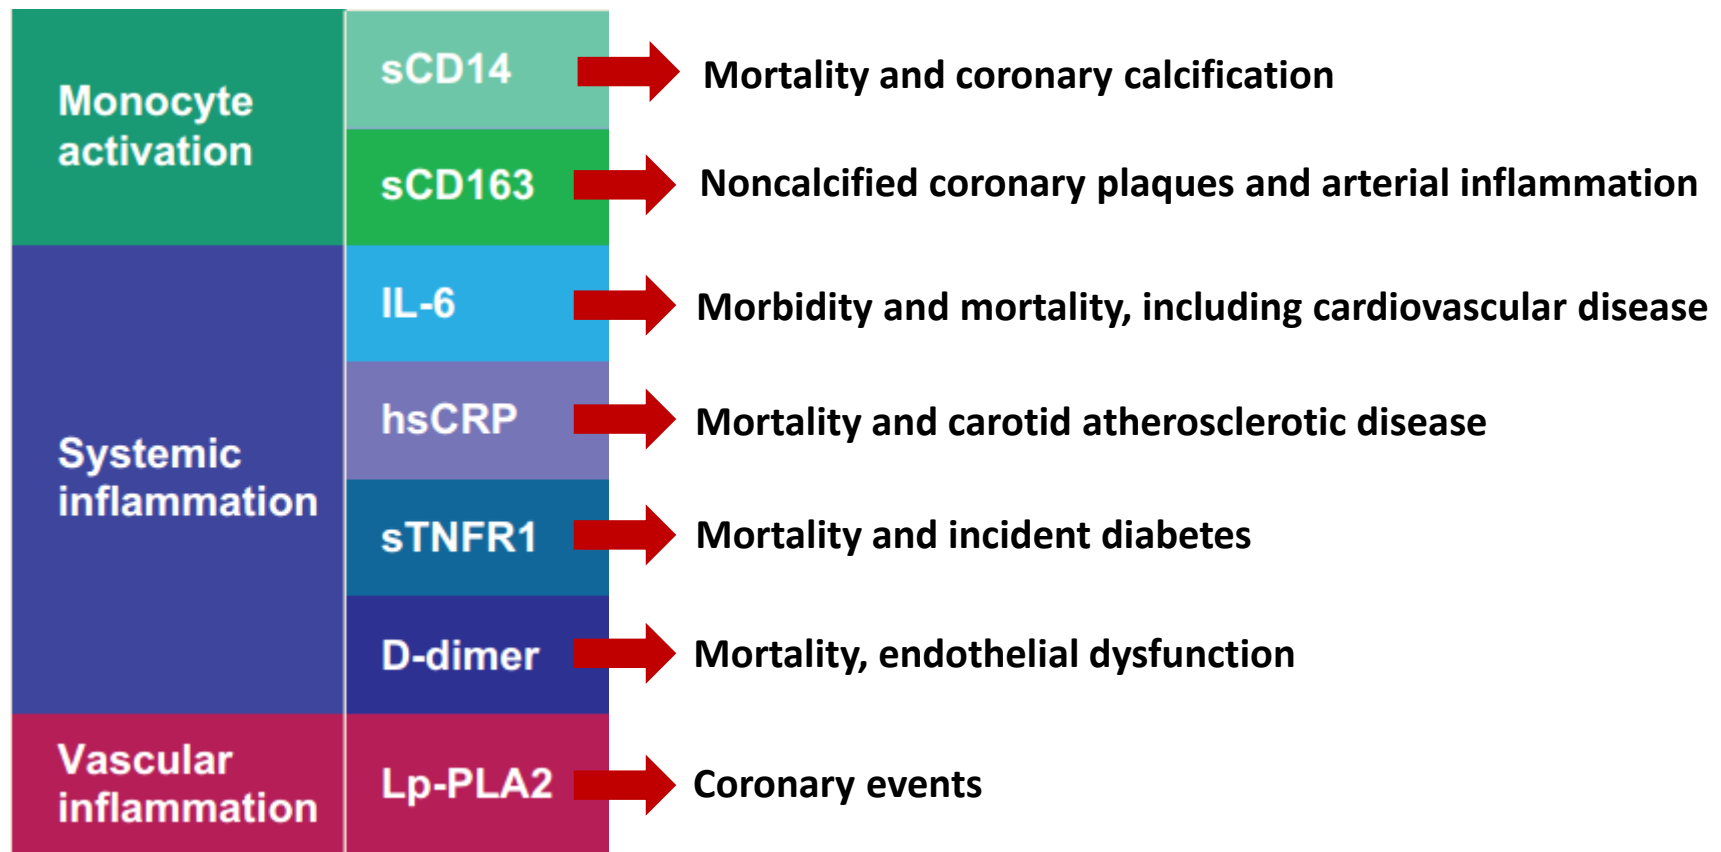 Monocyte
activation
sCD14
Mortality and coronary calcification
sCD163
Noncalcified coronary plaques and arterial inflammation
Systemic
inflammation
IL-6
Morbidity and mortality, including cardiovascular disease
hsCRP
Mortality and carotid atherosclerotic disease
sTNFR1
Mortality and incident diabetes
D-dimer
Mortality, endothelial dysfunction
Vascular
inflammation
Lp-PLA2
Coronary events